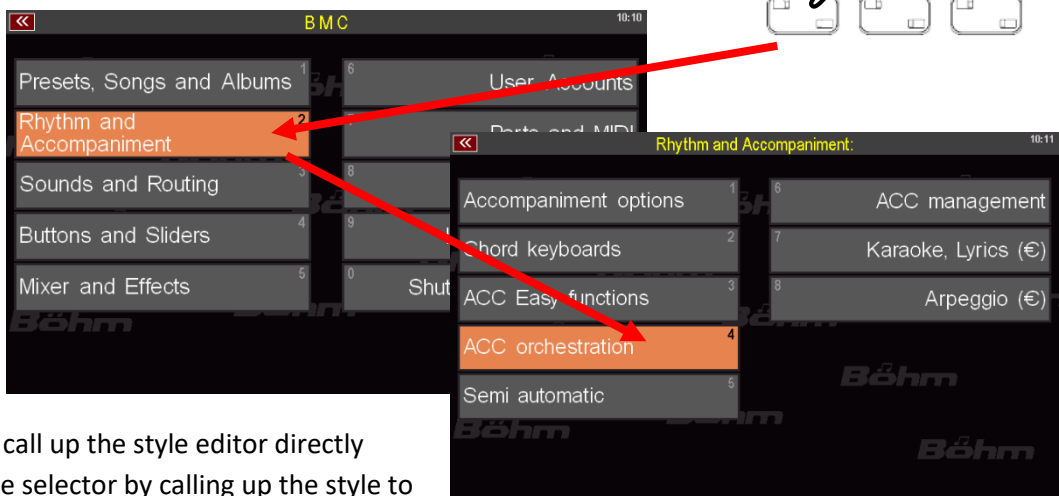 BMC
10:10
Presets, Songs and Albums 1
Rhythm and
Accompaniment 2
Sounds and Routing 3
Buttons and Sliders 4
Mixer and Effects 5
6 User Accounts
Parts and MIDI
8
9
0 Shut
Böhm
Rhythm and Accompaniment:
10:11
Accompaniment options 1
Chord keyboards 2
ACC Easy functions 3
ACC orchestration 4
Semi automatic 5
6 ACC management
7 Karaoke, Lyrics (€)
8 Arpeggio (€)
Böhm
Böhm
Böhm
call up the style editor directly
e selector by calling up the style to